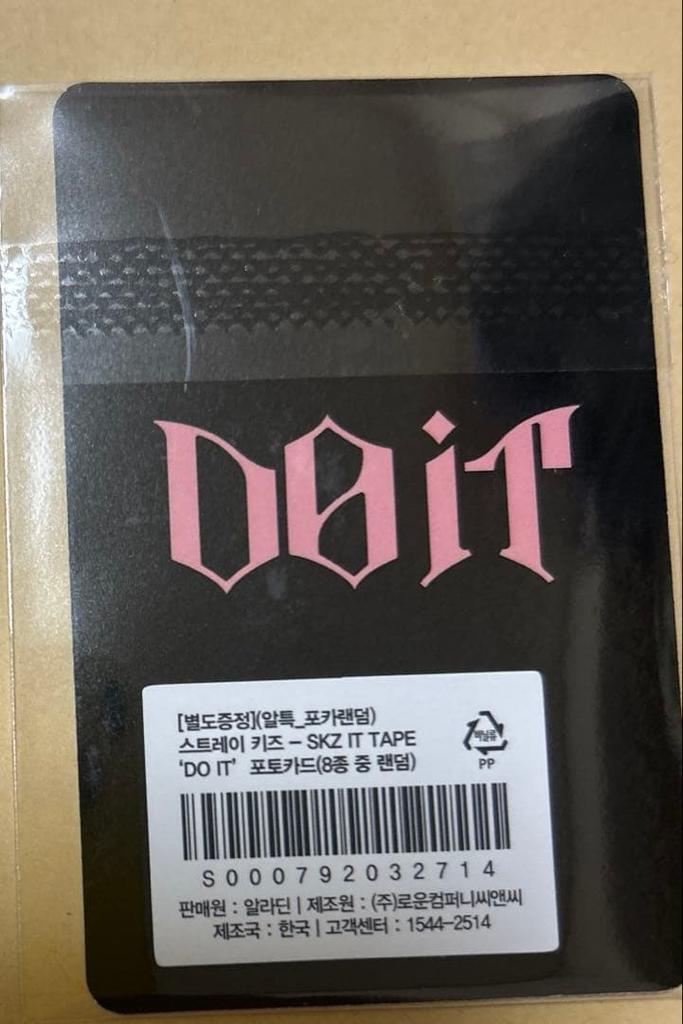 DO iT
[별도증정](알특_포카랜덤)
스트레이 키즈 – SKZ IT TAPE
'DO IT' 포토카드(8종 중 랜덤)
비닐류
PP
S000792032714
판매원 : 알라딘 | 제조원 : (주)로운컴퍼니씨앤씨
제조국 : 한국 | 고객센터 : 1544-2514